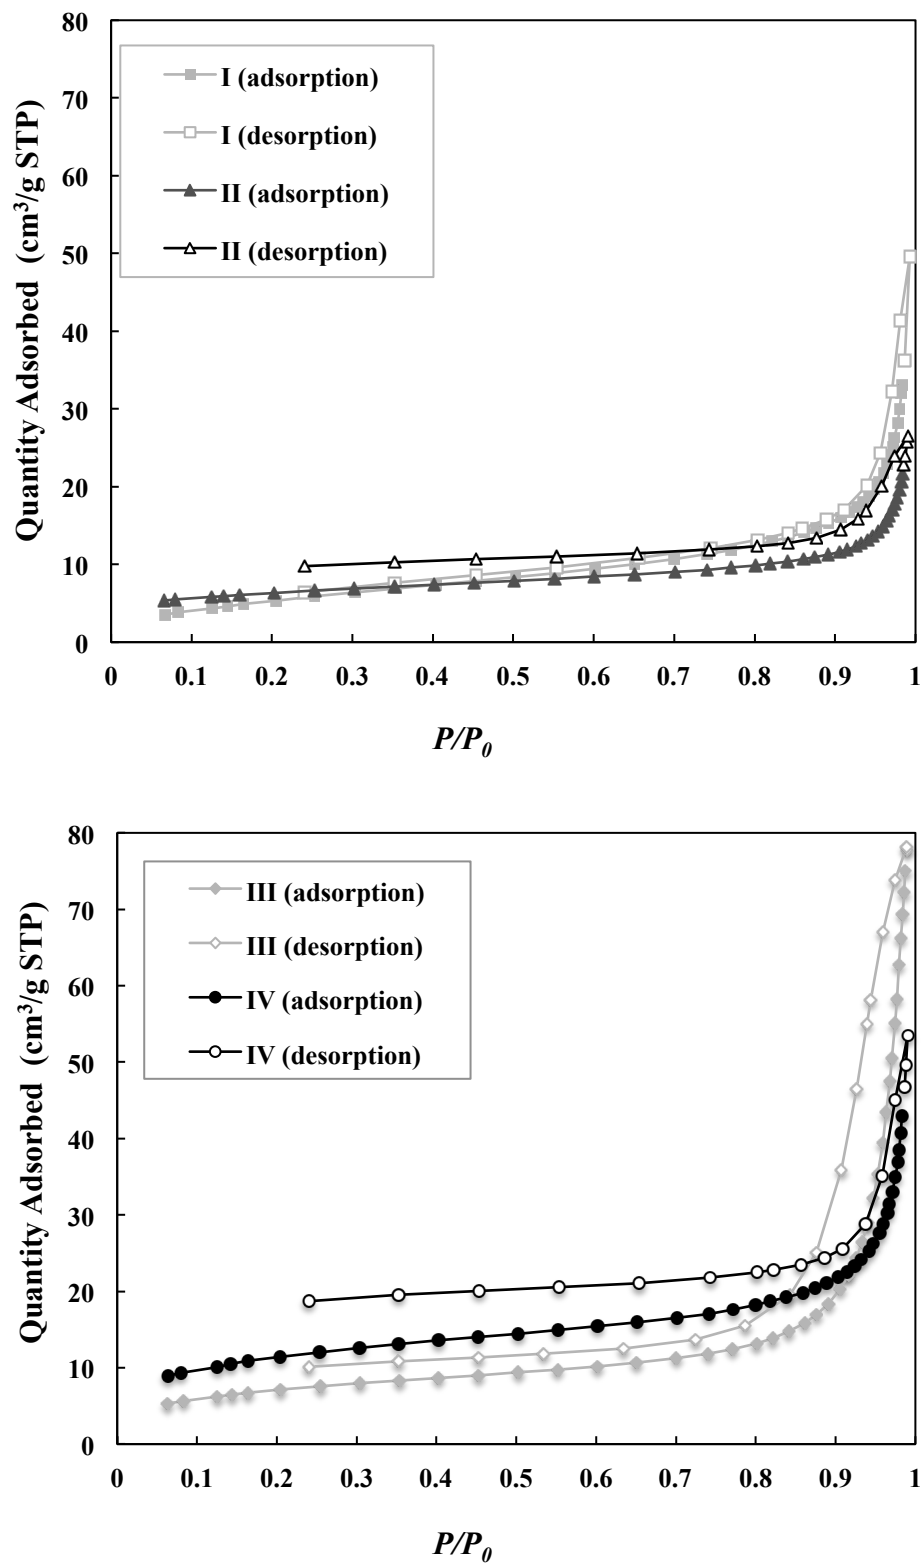 80
70
60
50
40
30
20
10
0
Quantity Adsorbed (cm³/g STP)
I (adsorption)
I (desorption)
II (adsorption)
II (desorption)
0 0.1 0.2 0.3 0.4 0.5 0.6 0.7 0.8 0.9 1
P/P₀
80
70
60
50
40
30
20
10
0
Quantity Adsorbed (cm³/g STP)
III (adsorption)
III (desorption)
IV (adsorption)
IV (desorption)
0 0.1 0.2 0.3 0.4 0.5 0.6 0.7 0.8 0.9 1
P/P₀